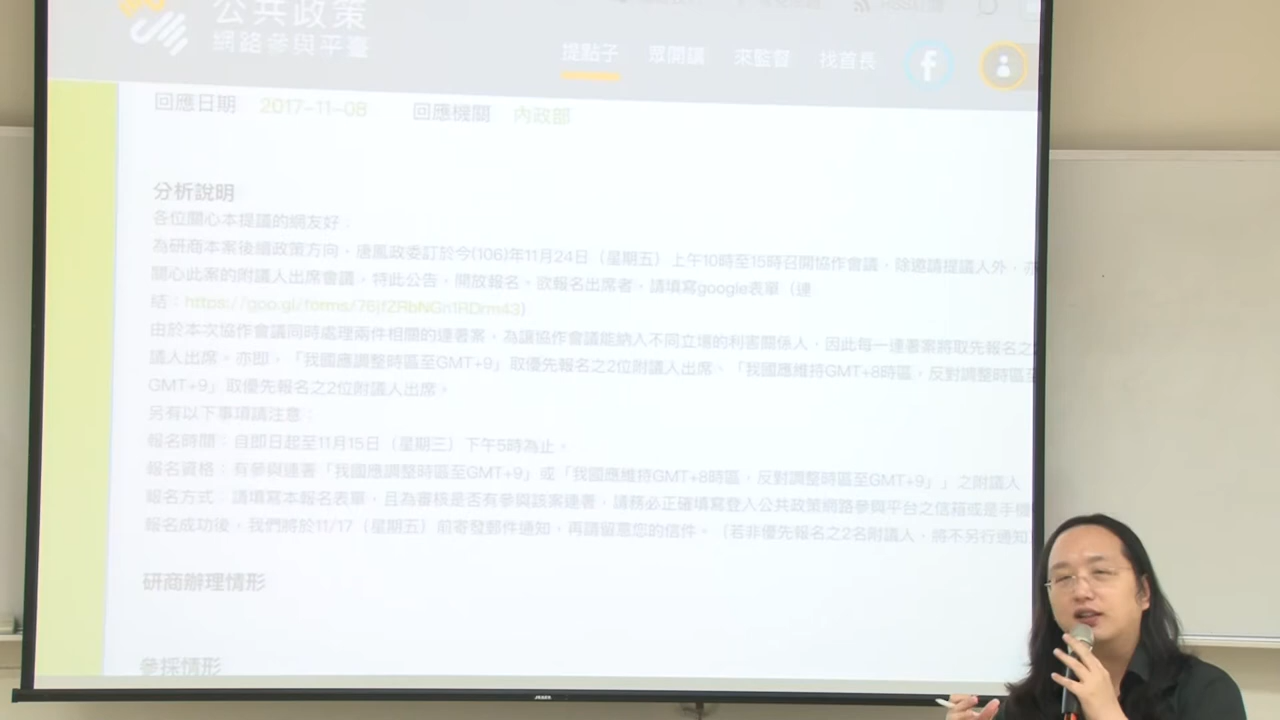 公共政策
網路參與平臺
提點子 眾開講 來監督 找首長
回應日期 2017-11-08 回應機關 內政部
分析說明
各位關心本提議的網友好：
為研商本案後續政策方向，唐鳳政委訂於今(106)年11月24日（星期五）上午10時至15時召開協作會議，除邀請提議人外，亦
關心此案的附議人出席會議，特此公告，開放報名。欲報名出席者，請填寫google表單（連
結：https://goo.gl/forms/
由於本次協作會議同時處理兩件相關的連署案，為讓協作會議能納入不同立場的利害關係人，因此每一連署案將取先報名之
議人出席。亦即，「我國應調整時區至GMT+9」取優先報名之2位附議人出席、「我國應維持GMT+8時區，反對調整時區至
GMT+9」取優先報名之2位附議人出席。
另有以下事項請注意：
報名時間：自即日起至11月15日（星期三）下午5時為止。
報名資格：有參與連署「我國應調整時區至GMT+9」或「我國應維持GMT+8時區，反對調整時區至GMT+9」」之附議人
報名方式：請填寫本報名表單，且為審核是否有參與該案連署，請務必正確填寫登入公共政策網路參與平台之信箱或是手機
報名成功後，我們將於11/17（星期五）前寄發郵件通知，再請留意您的信件。（若非優先報名之2名附議人，將不另行通知
研商辦理情形
參採情形